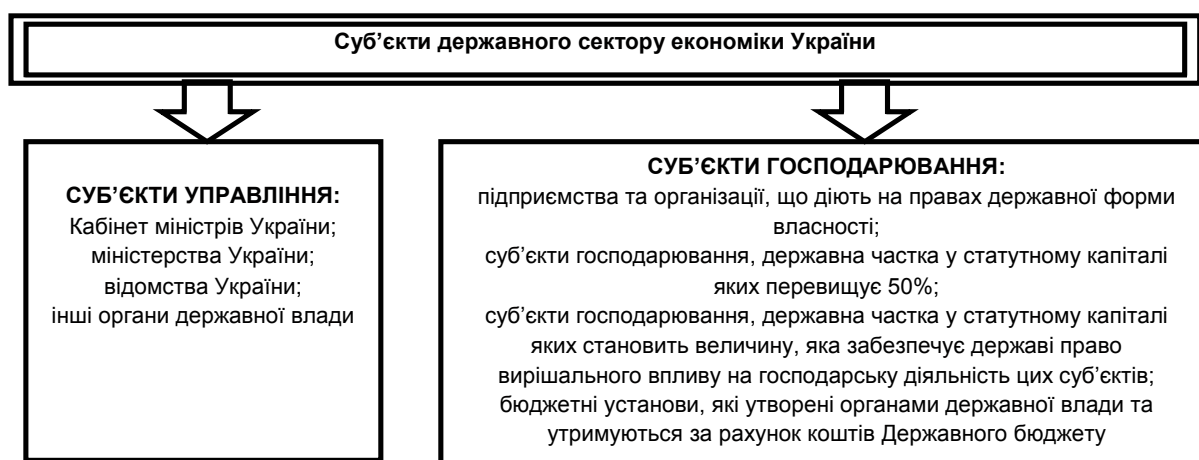 Суб’єкти державного сектору економіки України
СУБ’ЄКТИ УПРАВЛІННЯ:
Кабінет міністрів України;
міністерства України;
відомства України;
інші органи державної влади
СУБ’ЄКТИ ГОСПОДАРЮВАННЯ:
підприємства та організації, що діють на правах державної форми
власності;
суб’єкти господарювання, державна частка у статутному капіталі
яких перевищує 50%;
суб’єкти господарювання, державна частка у статутному капіталі
яких становить величину, яка забезпечує державі право
вирішального впливу на господарську діяльність цих суб’єктів;
бюджетні установи, які утворені органами державної влади та
утримуються за рахунок коштів Державного бюджету